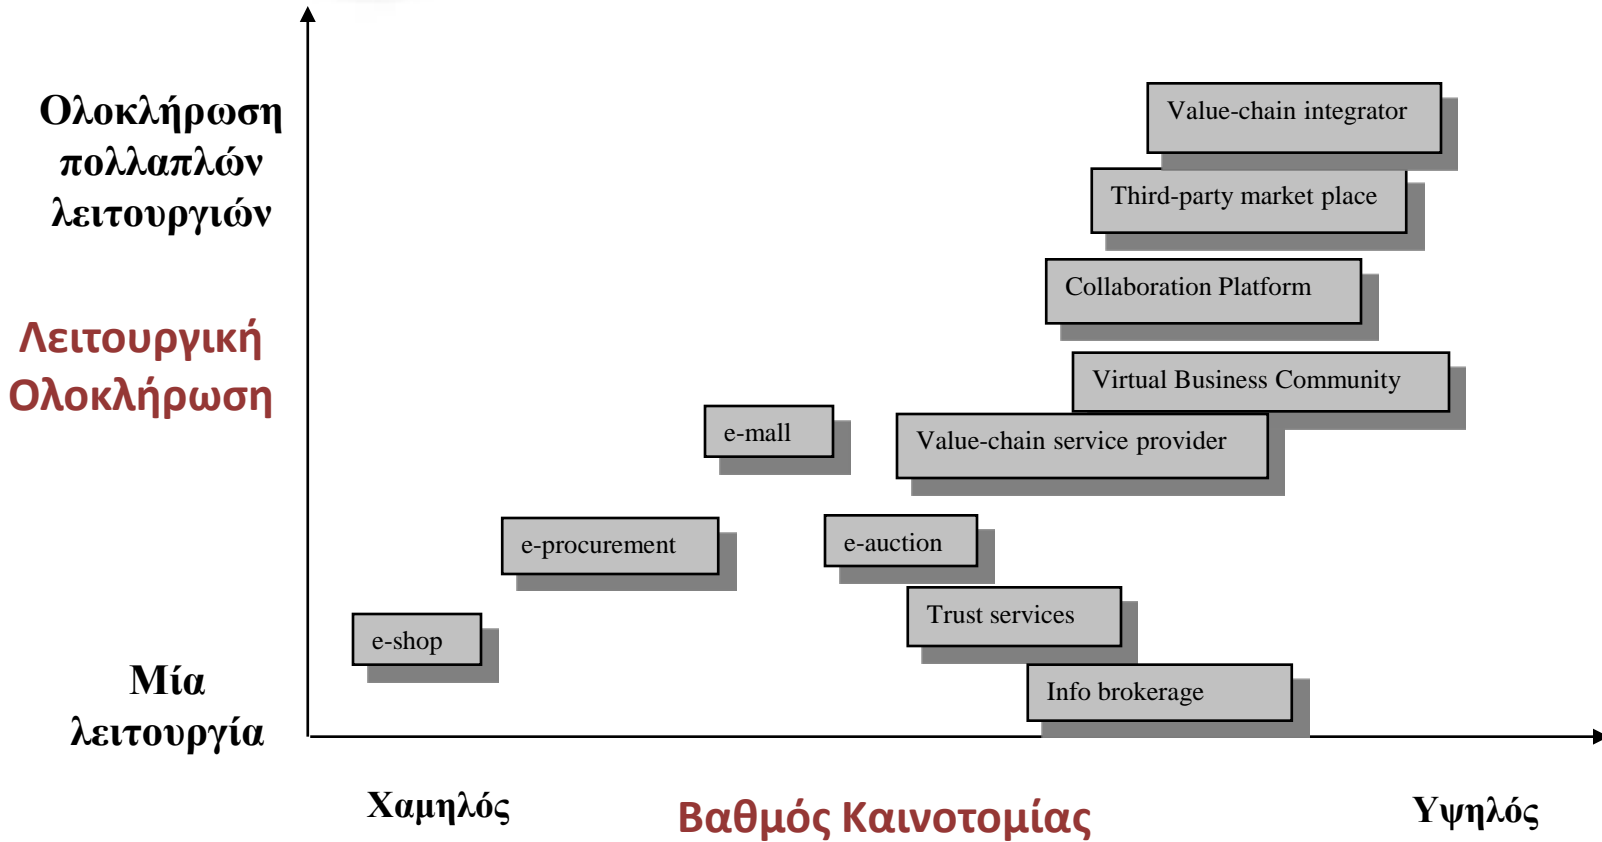 Ολοκλήρωση
πολλαπλών
λειτουργιών
Value-chain integrator
Third-party market place
Collaboration Platform
Λειτουργική
Ολοκλήρωση
Virtual Business Community
e-mall
Value-chain service provider
e-procurement
e-auction
Trust services
e-shop
Info brokerage
Μία
λειτουργία
Χαμηλός
Βαθμός Καινοτομίας
Υψηλός